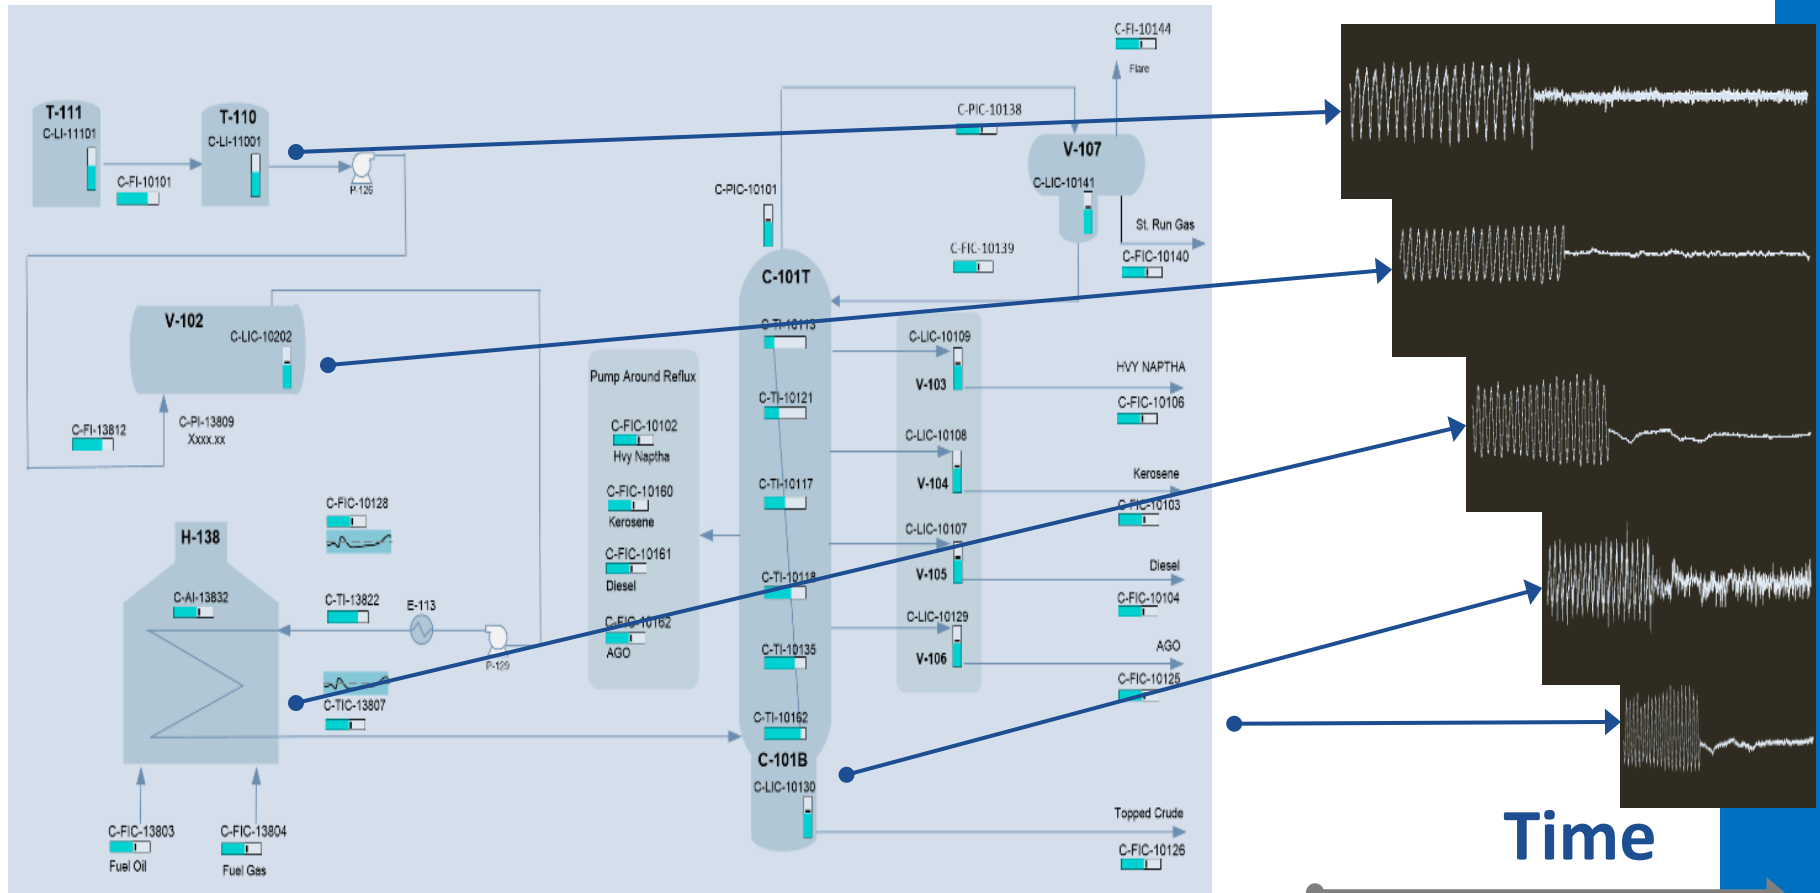 C-FI-10144
Flare
T-111
C-LI-11101
T-110
C-LI-11001
C-FI-10101
P-126
C-PIC-10138
V-107
C-LIC-10141
C-PIC-10101
St. Run Gas
C-FIC-10139
C-FIC-10140
C-101T
V-102
C-LIC-10202
C-TI-10113
C-LIC-10109
HVY NAPTHA
Pump Around Reflux
V-103
C-FIC-10106
C-TI-10121
C-PI-13809
Xxxx.xx
C-FI-13812
C-FIC-10102
Hvy Naptha
C-LIC-10108
Kerosene
C-TI-10117
V-104
C-FIC-10160
Kerosene
C-FIC-10103
C-FIC-10128
H-138
C-LIC-10107
C-FIC-10161
Diesel
Diesel
C-TI-10118
V-105
C-AI-13832
C-TI-13822
E-113
C-FIC-10104
C-LIC-10129
C-FIC-10162
AGO
AGO
C-TI-10135
V-106
P-129
C-FIC-10125
C-TIC-13807
C-TI-10162
C-101B
C-LIC-10130
Topped Crude
C-FIC-13803
Fuel Oil
C-FIC-13804
Fuel Gas
C-FIC-10126
Time